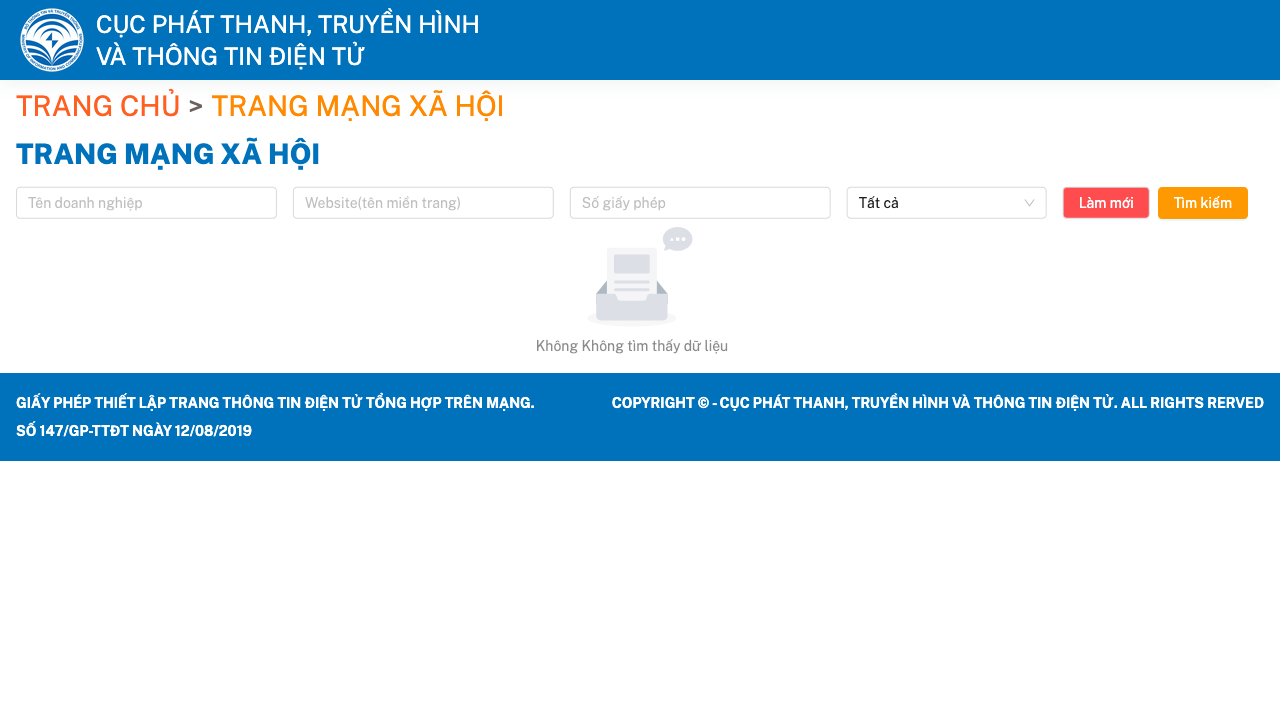 CỤC PHÁT THANH, TRUYỀN HÌNH
VÀ THÔNG TIN ĐIỆN TỬ
TRANG CHỦ > TRANG MẠNG XÃ HỘI
TRANG MẠNG XÃ HỘI
Tên doanh nghiệp
Website(tên miền trang)
Số giấy phép
Tất cả
Làm mới
Tìm kiếm
Không Không tìm thấy dữ liệu
GIẤY PHÉP THIẾT LẬP TRANG THÔNG TIN ĐIỆN TỬ TỔNG HỢP TRÊN MẠNG.
SỐ 147/GP-TTĐT NGÀY 12/08/2019
COPYRIGHT © - CỤC PHÁT THANH, TRUYỀN HÌNH VÀ THÔNG TIN ĐIỆN TỬ. ALL RIGHTS RERVED